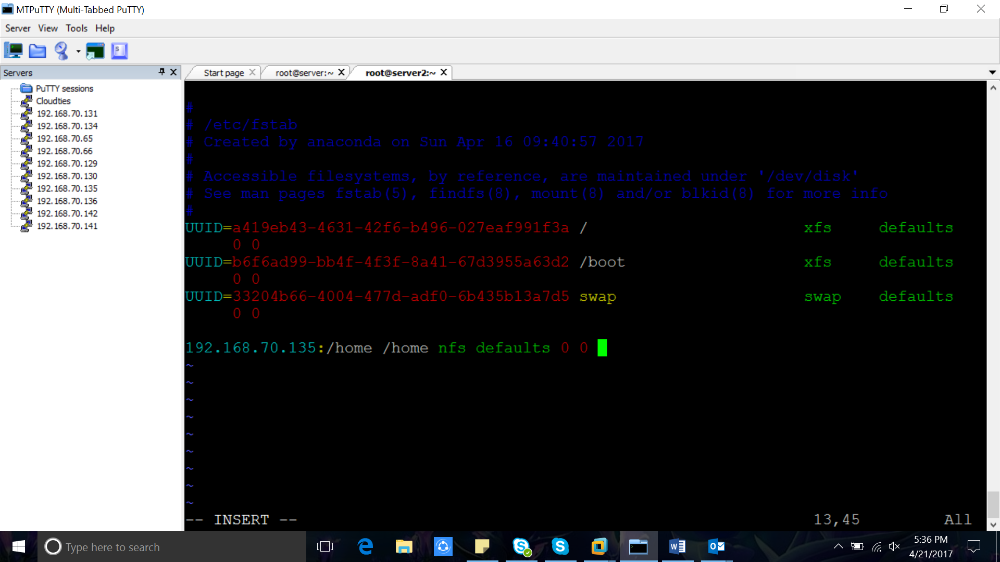 MTPuTTY (Multi-Tabbed PuTTY)
Server View Tools Help
Servers
Start page root@server:~ root@server2:~
PuTTY sessions
Cloudties
192.168.70.131
192.168.70.134
192.168.70.65
192.168.70.66
192.168.70.129
192.168.70.130
192.168.70.135
192.168.70.136
192.168.70.142
192.168.70.141
#
# /etc/fstab
# Created by anaconda on Sun Apr 16 09:40:57 2017
#
# Accessible filesystems, by reference, are maintained under '/dev/disk'
# See man pages fstab(5), findfs(8), mount(8) and/or blkid(8) for more info
#
UUID=a419eb43-4631-42f6-b496-027eaf991f3a / xfs defaults
0 0
UUID=b6f6ad99-bb4f-4f3f-8a41-67d3955a63d2 /boot xfs defaults
0 0
UUID=33204b66-4004-477d-adf0-6b435b13a7d5 swap swap defaults
0 0
192.168.70.135:/home /home nfs defaults 0 0
~
~
~
~
~
~
~
~
~
-- INSERT -- 13,45 All
Type here to search
5:36 PM
4/21/2017